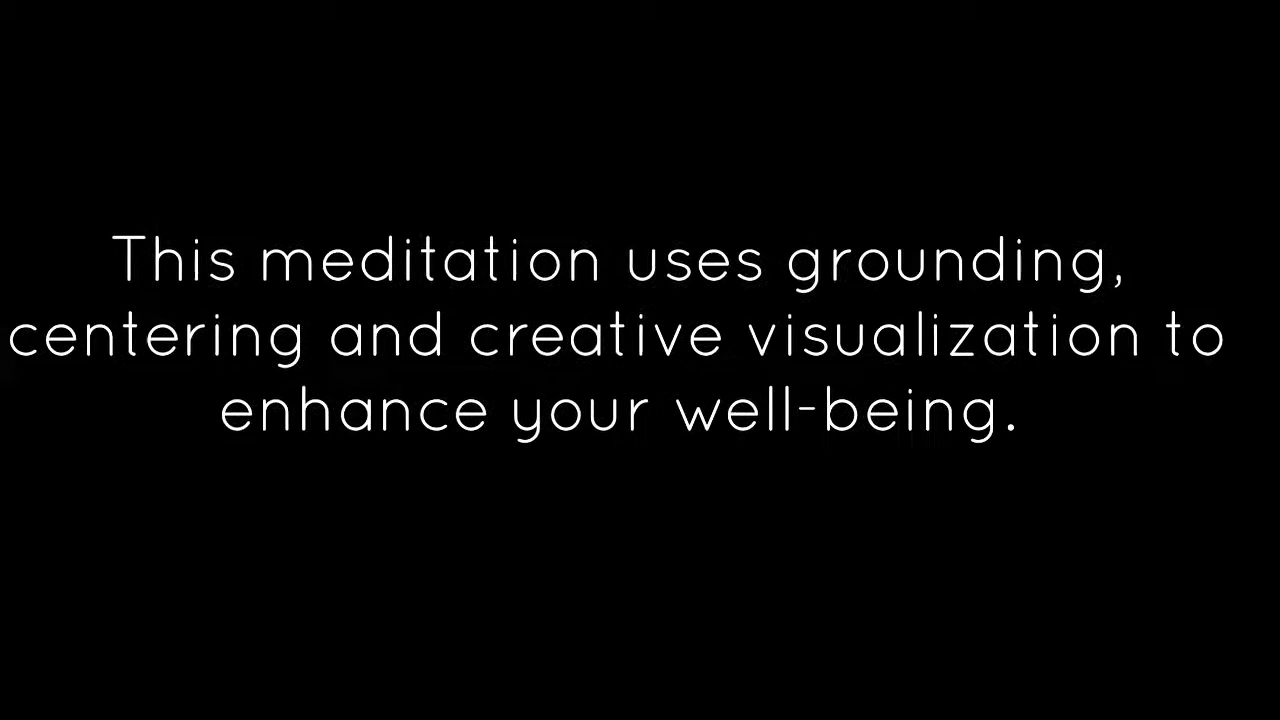 This meditation uses grounding,
centering and creative visualization to
enhance your well-being.